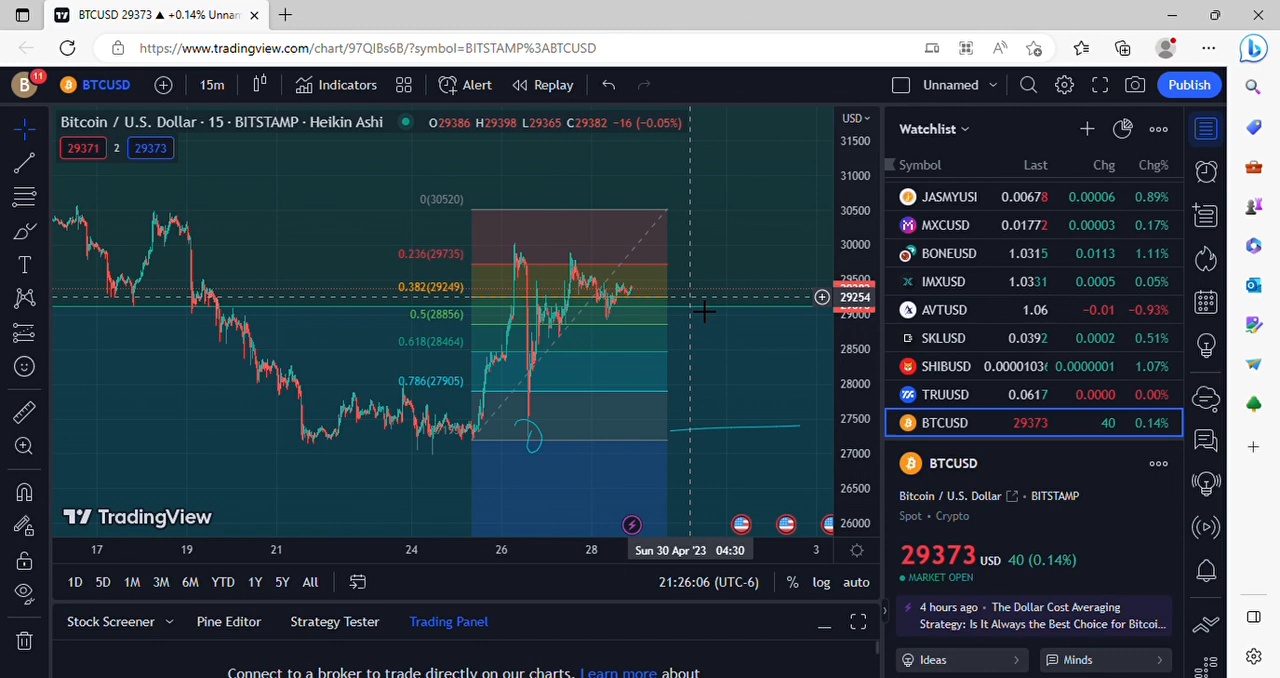 BTCUSD 29373 ▲ +0.14% Unnan
https://www.tradingview.com/chart/97QIBs6B/?symbol=BITSTAMP%3ABTCUSD
B 11 BTCUSD 15m Indicators Alert Replay Unnamed Publish
Bitcoin / U.S. Dollar · 15 · BITSTAMP · Heikin Ashi O29386 H29398 L29365 C29382 -16 (-0.05%)
29371 2 29373
USD
31500
31000
30500
30000
29500
29254
29000
28500
28000
27500
27000
26500
26000
0(30520)
0.236(29735)
0.382(29249)
0.5(28856)
0.618(28464)
0.786(27905)
TradingView
17 19 21 24 26 28 Sun 30 Apr '23 04:30 3
1D 5D 1M 3M 6M YTD 1Y 5Y All 21:26:06 (UTC-6) % log auto
Stock Screener Pine Editor Strategy Tester Trading Panel
Connect to a broker to trade directly on our charts. Learn more about
Watchlist
Symbol Last Chg Chg%
JASMYUSI 0.00678 0.00006 0.89%
MXCUSD 0.01772 0.00003 0.17%
BONEUSD 1.0315 0.0113 1.11%
IMXUSD 1.0331 0.0005 0.05%
AVTUSD 1.06 -0.01 -0.93%
SKLUSD 0.0392 0.0002 0.51%
SHIBUSD 0.0000103 0.0000001 1.07%
TRUUSD 0.0617 0.0000 0.00%
BTCUSD 29373 40 0.14%
BTCUSD
Bitcoin / U.S. Dollar · BITSTAMP
Spot · Crypto
29373 USD 40 (0.14%)
MARKET OPEN
4 hours ago · The Dollar Cost Averaging
Strategy: Is It Always the Best Choice for Bitcoi...
Ideas Minds